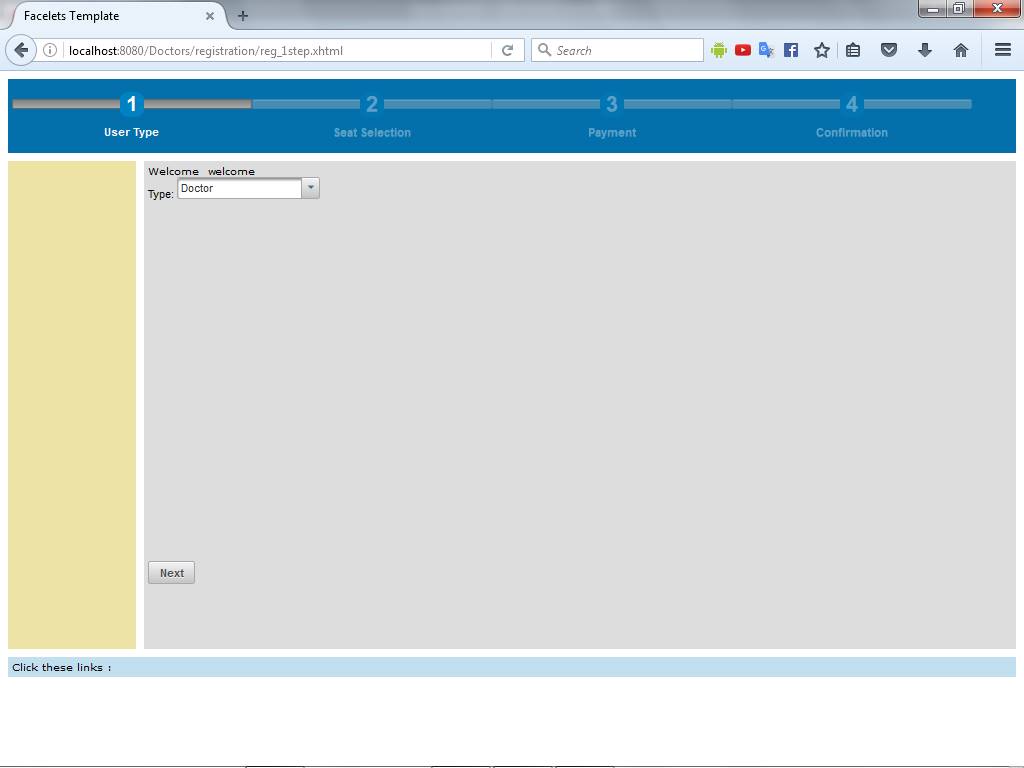 Facelets Template
localhost:8080/Doctors/registration/reg_1step.xhtml
Search
1 2 3 4
User Type Seat Selection Payment Confirmation
Welcome welcome
Type: Doctor
Next
Click these links :